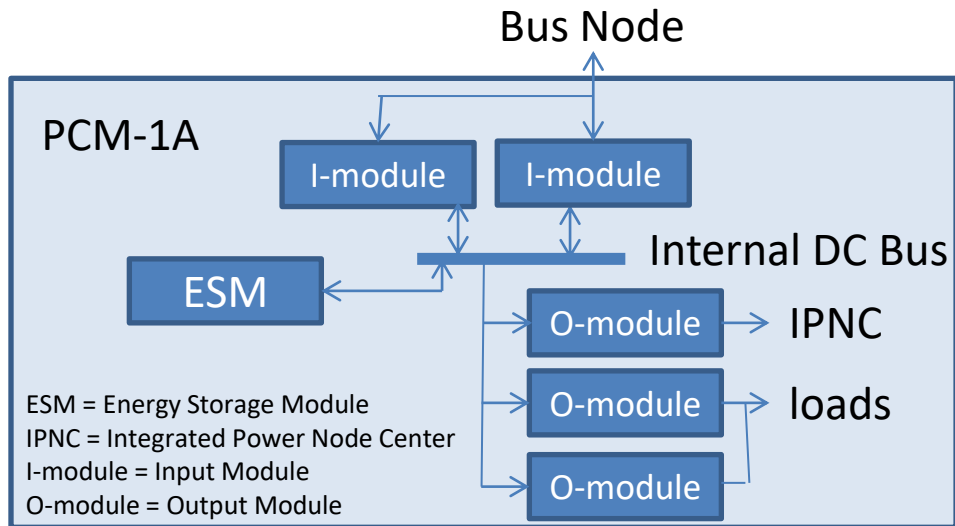 Bus Node
PCM-1A
I-module
I-module
Internal DC Bus
ESM
O-module
IPNC
O-module
loads
O-module
ESM = Energy Storage Module
IPNC = Integrated Power Node Center
I-module = Input Module
O-module = Output Module